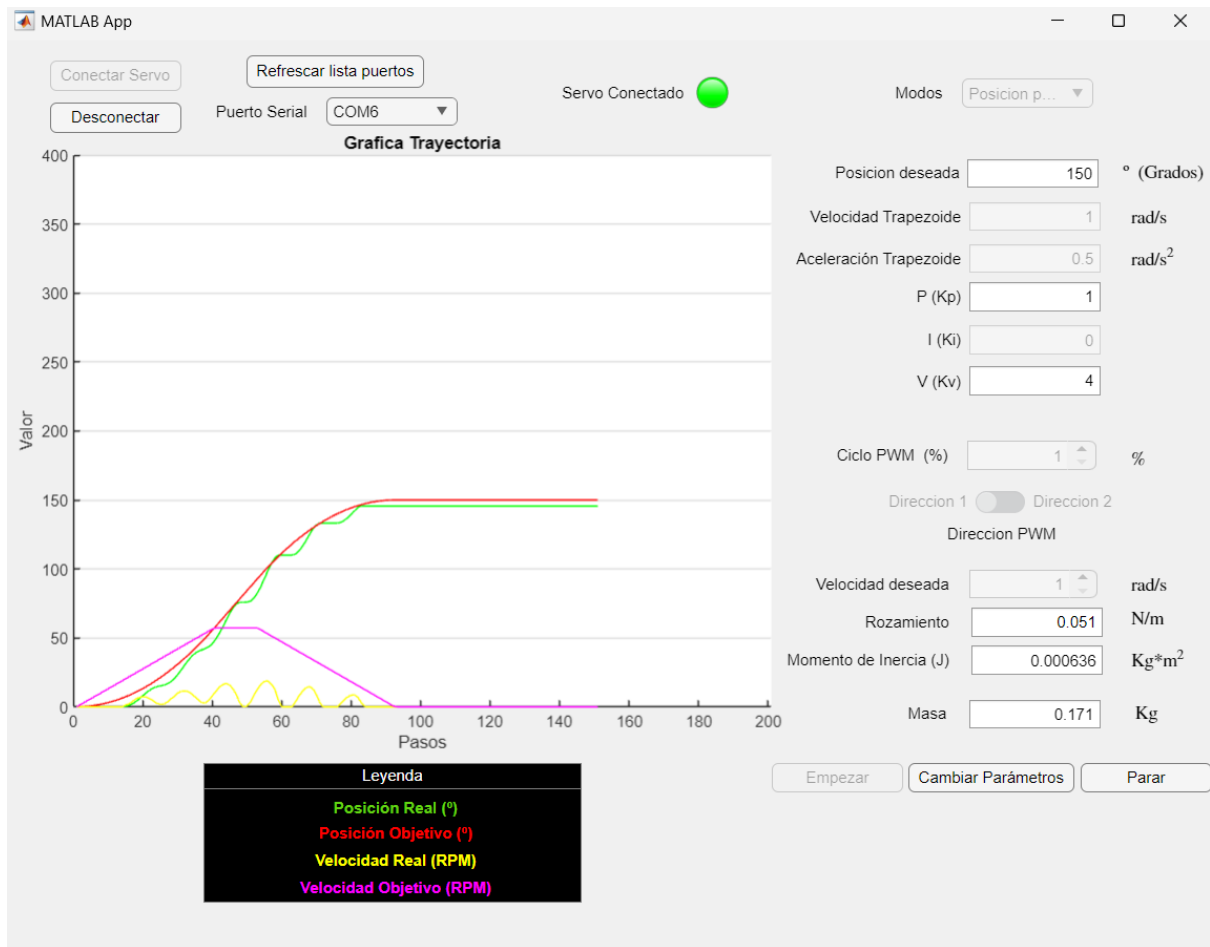 MATLAB App
Conectar Servo
Refrescar lista puertos
Desconectar
Puerto Serial
COM6
Servo Conectado
Modos
Posicion p...
Grafica Trayectoria
400
350
300
250
200
150
100
50
0
Valor
0 20 40 60 80 100 120 140 160 180 200
Pasos
Posicion deseada 150 º (Grados)
Velocidad Trapezoide 1 rad/s
Aceleración Trapezoide 0.5 rad/s²
P (Kp) 1
I (Ki) 0
V (Kv) 4
Ciclo PWM (%) 1 %
Direccion 1 Direccion 2
Direccion PWM
Velocidad deseada 1 rad/s
Rozamiento 0.051 N/m
Momento de Inercia (J) 0.000636 Kg*m²
Masa 0.171 Kg
Empezar
Cambiar Parámetros
Parar
Leyenda
Posición Real (º)
Posición Objetivo (º)
Velocidad Real (RPM)
Velocidad Objetivo (RPM)